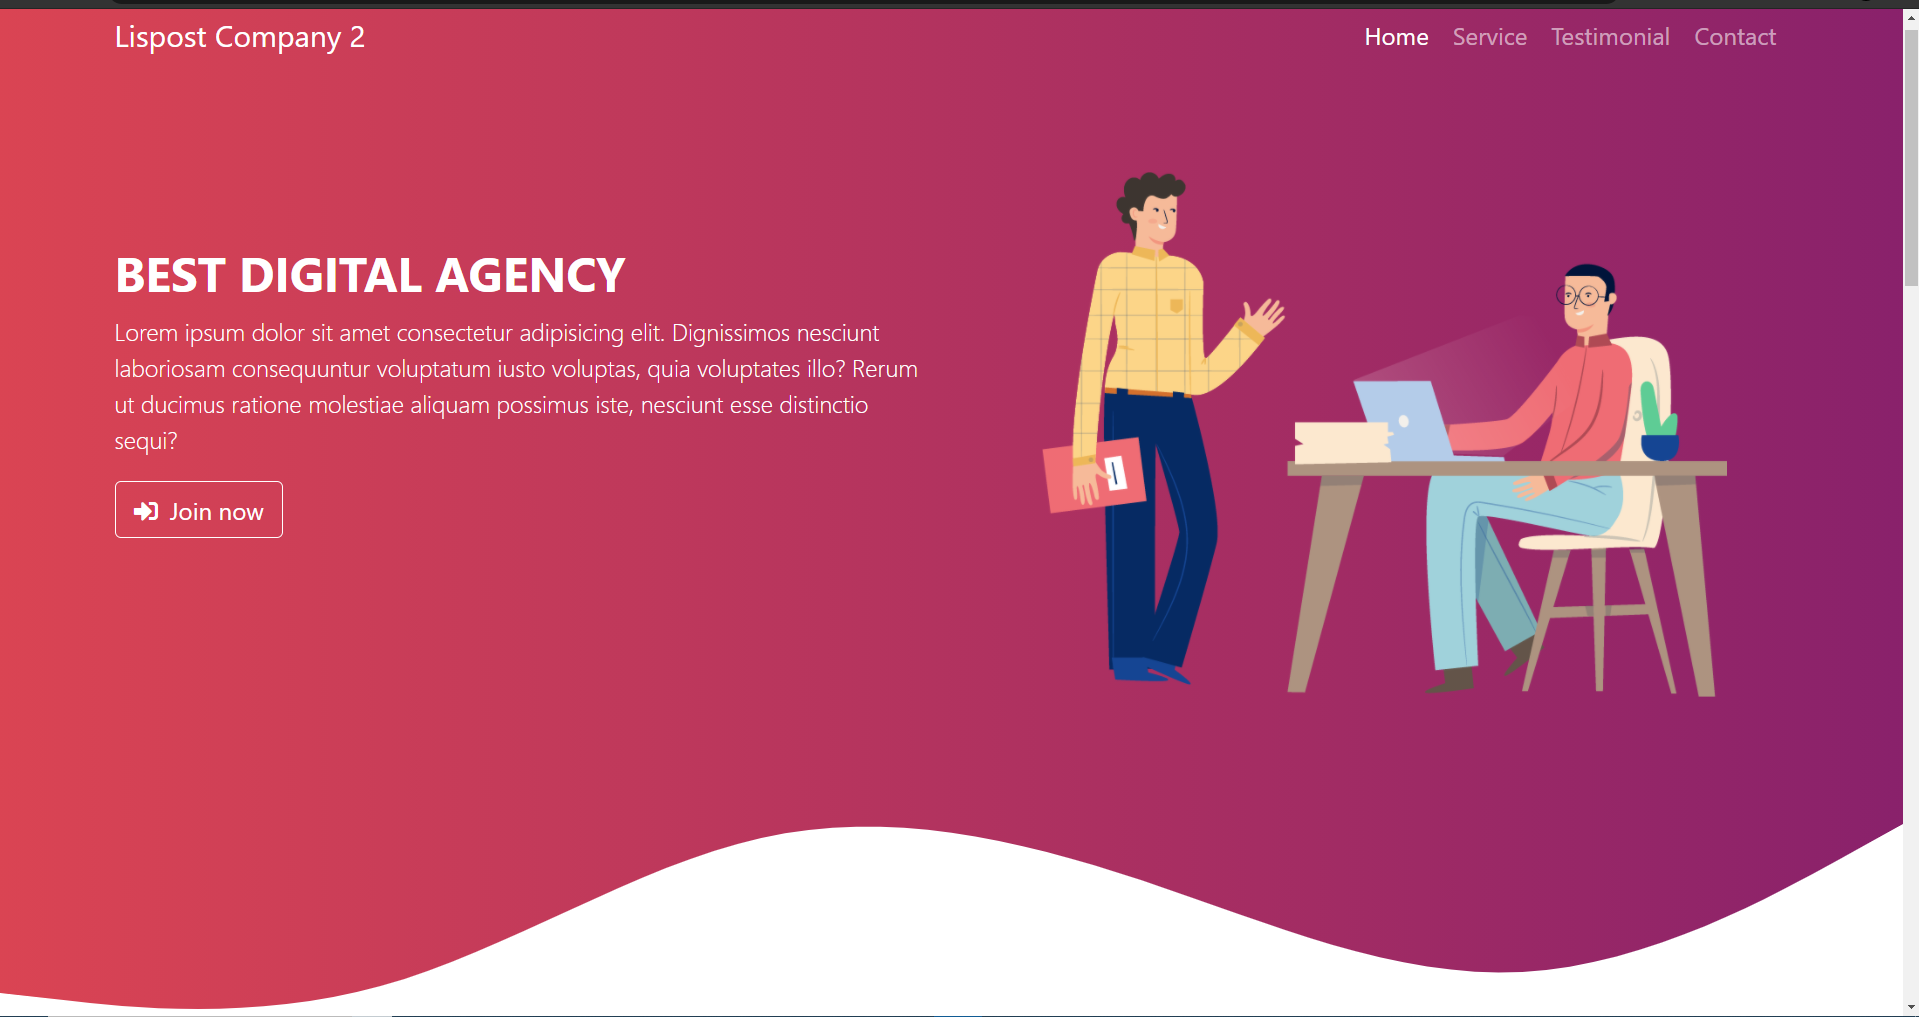 Lispost Company 2
Home Service Testimonial Contact
BEST DIGITAL AGENCY
Lorem ipsum dolor sit amet consectetur adipisicing elit. Dignissimos nesciunt
laboriosam consequuntur voluptatum iusto voluptas, quia voluptates illo? Rerum
ut ducimus ratione molestiae aliquam possimus iste, nesciunt esse distinctio
sequi?
Join now